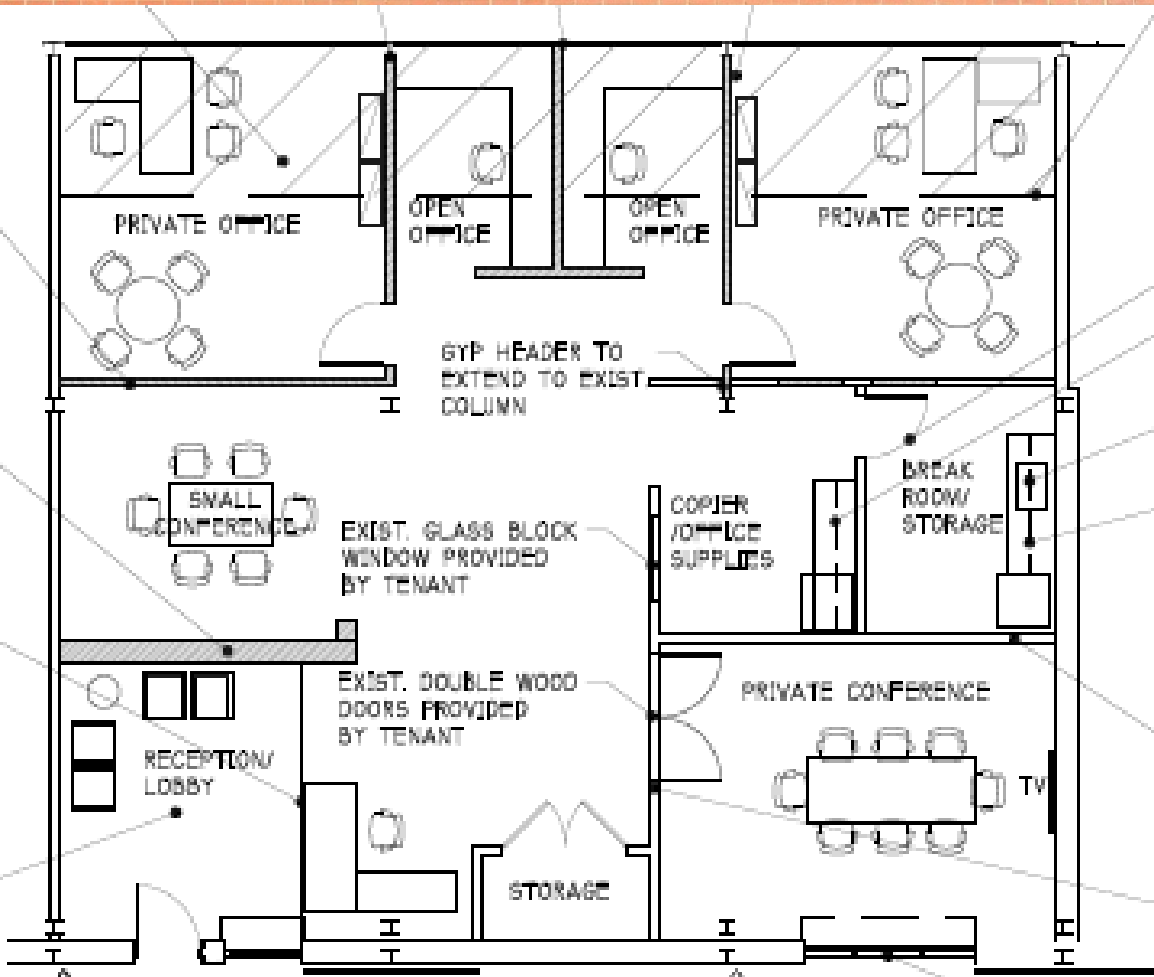 PRIVATE OFFICE
OPEN
OFFICE
OPEN
OFFICE
PRIVATE OFFICE
GYP HEADER TO
EXTEND TO EXIST.
COLUMN
SMALL
CONFERENCE
EXIST. GLASS BLOCK
WINDOW PROVIDED
BY TENANT
COPIER
/OFFICE
SUPPLIES
BREAK
ROOM/
STORAGE
EXIST. DOUBLE WOOD
DOORS PROVIDED
BY TENANT
PRIVATE CONFERENCE
RECEPTION/
LOBBY
TV
STORAGE